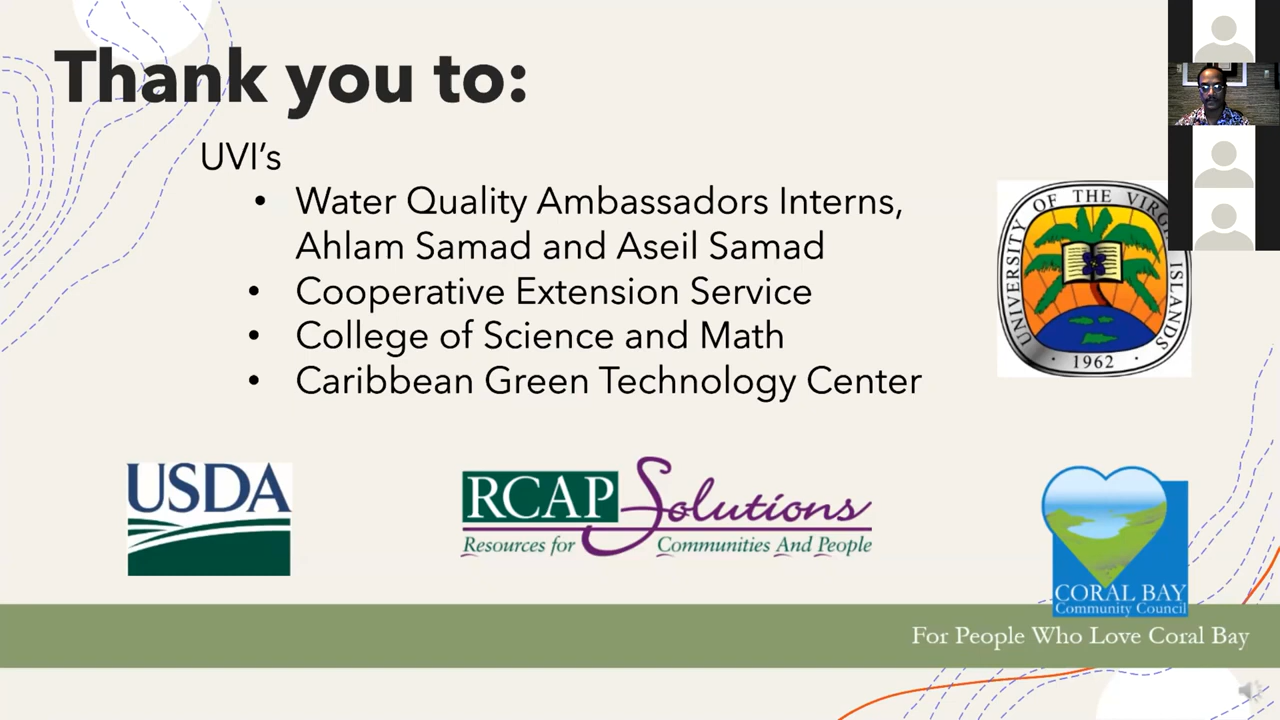 Thank you to:
UVI's
• Water Quality Ambassadors Interns,
Ahlam Samad and Aseil Samad
• Cooperative Extension Service
• College of Science and Math
• Caribbean Green Technology Center
UNIVERSITY OF THE VIRG ISLANDS
· 1962 ·
USDA
RCAP Solutions
Resources for Communities And People
CORAL BAY
Community Council
For People Who Love Coral Bay